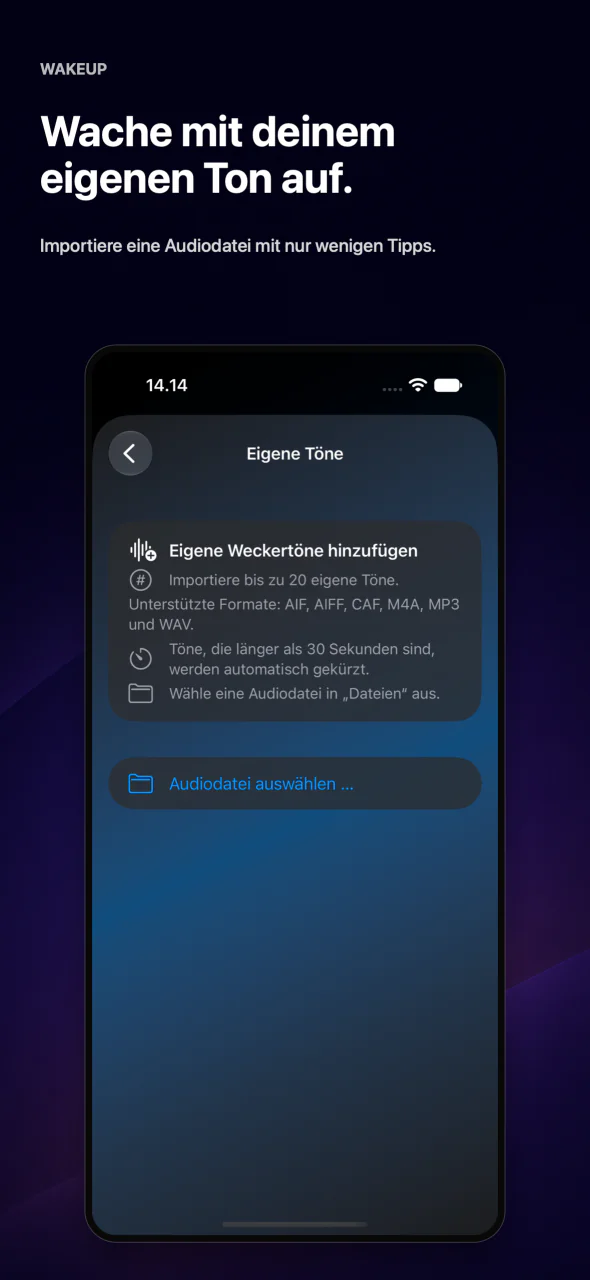 WAKEUP
Wache mit deinem
eigenen Ton auf.
Importiere eine Audiodatei mit nur wenigen Tipps.
14.14
Eigene Töne
Eigene Weckertöne hinzufügen
# Importiere bis zu 20 eigene Töne.
Unterstützte Formate: AIF, AIFF, CAF, M4A, MP3
und WAV.
Töne, die länger als 30 Sekunden sind,
werden automatisch gekürzt.
Wähle eine Audiodatei in „Dateien“ aus.
Audiodatei auswählen ...